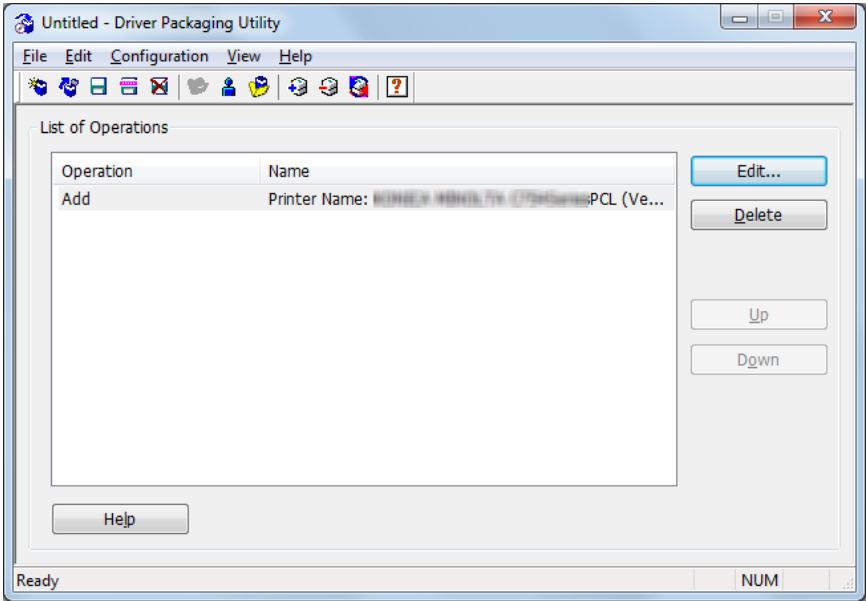 Untitled - Driver Packaging Utility
File Edit Configuration View Help
List of Operations
Operation Name
Add Printer Name: PCL (Ve...
Edit...
Delete
Up
Down
Help
Ready NUM